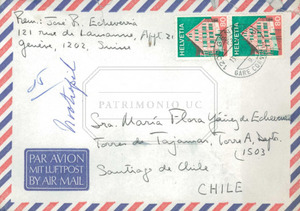 Rem: José R. Echeverría
121 rue de Lausanne, Appt. 21
Genève, 1202, Suisse
HELVETIA
80
HELVETIA
80
PATRIMONIO UC
Sra. María Flora Yáñez de Echeverría
Torres de Tajamar, Torre A, Depto.
1503
Santiago de Chile
CHILE
PAR AVION
MIT LUFTPOST
BY AIR MAIL